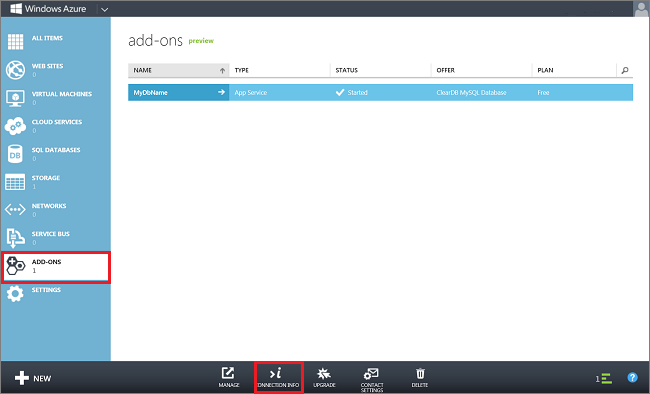 Windows Azure
ALL ITEMS
WEB SITES
0
VIRTUAL MACHINES
0
CLOUD SERVICES
0
SQL DATABASES
0
STORAGE
1
NETWORKS
0
SERVICE BUS
0
ADD-ONS
1
SETTINGS
add-ons preview
NAME TYPE STATUS OFFER PLAN
MyDbName App Service Started ClearDB MySQL Database Free
NEW
MANAGE
ONNECTION INFO
UPGRADE
CONTACT
SETTINGS
DELETE
1
?